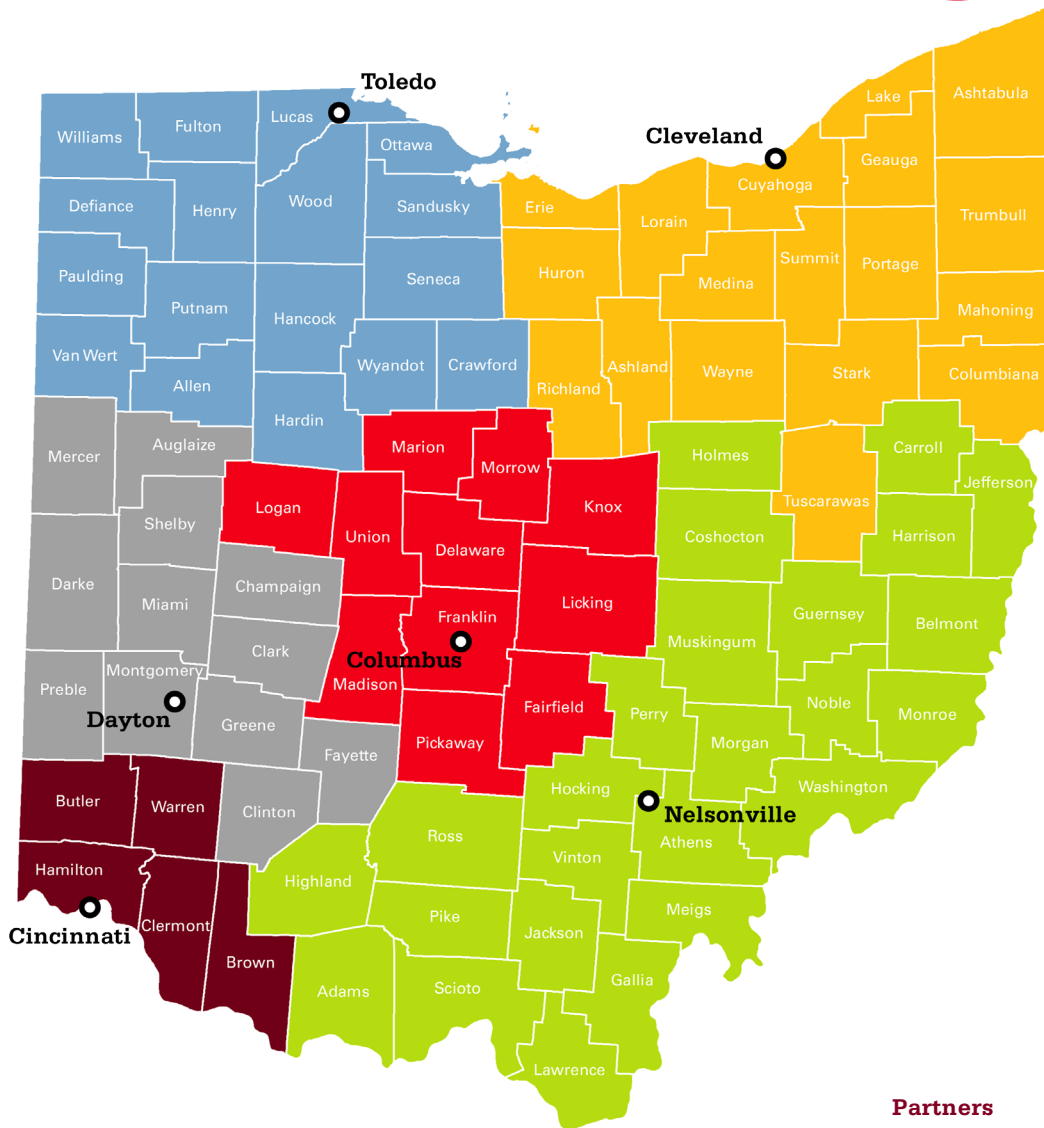 Toledo
Cleveland
Lake
Ashtabula
Williams
Fulton
Lucas
Ottawa
Geauga
Cuyahoga
Defiance
Henry
Wood
Sandusky
Erie
Lorain
Trumbull
Paulding
Putnam
Hancock
Seneca
Huron
Medina
Summit
Portage
Mahoning
Van Wert
Allen
Wyandot
Crawford
Richland
Ashland
Wayne
Stark
Columbiana
Hardin
Mercer
Auglaize
Marion
Morrow
Holmes
Carroll
Jefferson
Logan
Union
Knox
Tuscarawas
Shelby
Delaware
Coshocton
Harrison
Darke
Miami
Champaign
Franklin
Licking
Guernsey
Belmont
Clark
Columbus
Muskingum
Preble
Montgomery
Madison
Dayton
Greene
Fairfield
Perry
Noble
Monroe
Fayette
Pickaway
Morgan
Butler
Warren
Clinton
Hocking
Nelsonville
Washington
Ross
Vinton
Athens
Hamilton
Highland
Clermont
Pike
Jackson
Meigs
Cincinnati
Brown
Adams
Scioto
Gallia
Lawrence
Partners